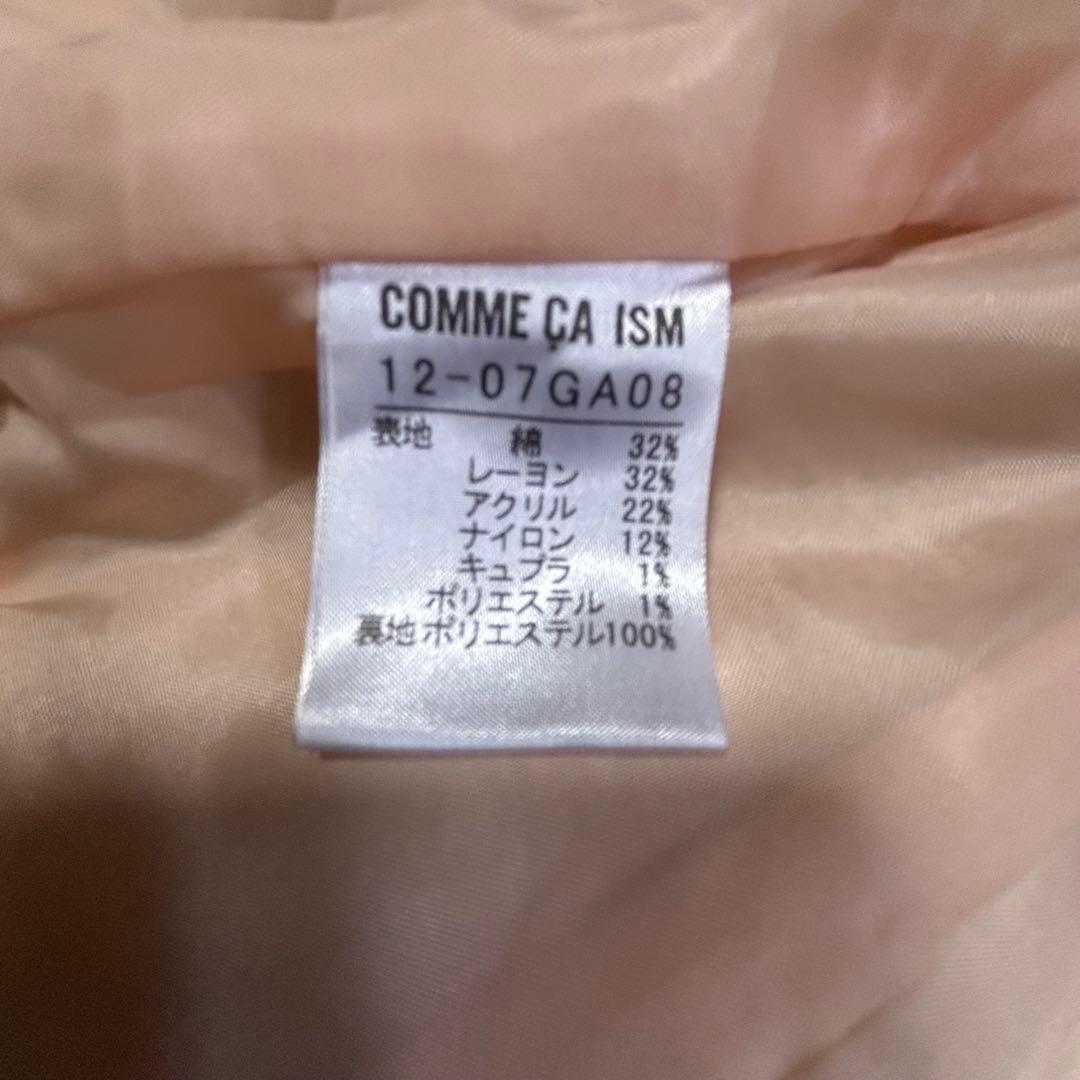 COMME ÇA ISM
12-07GA08
表地 綿 32%
レーヨン 32%
アクリル 22%
ナイロン 12%
キュプラ 1%
ポリエステル 1%
裏地 ポリエステル100%